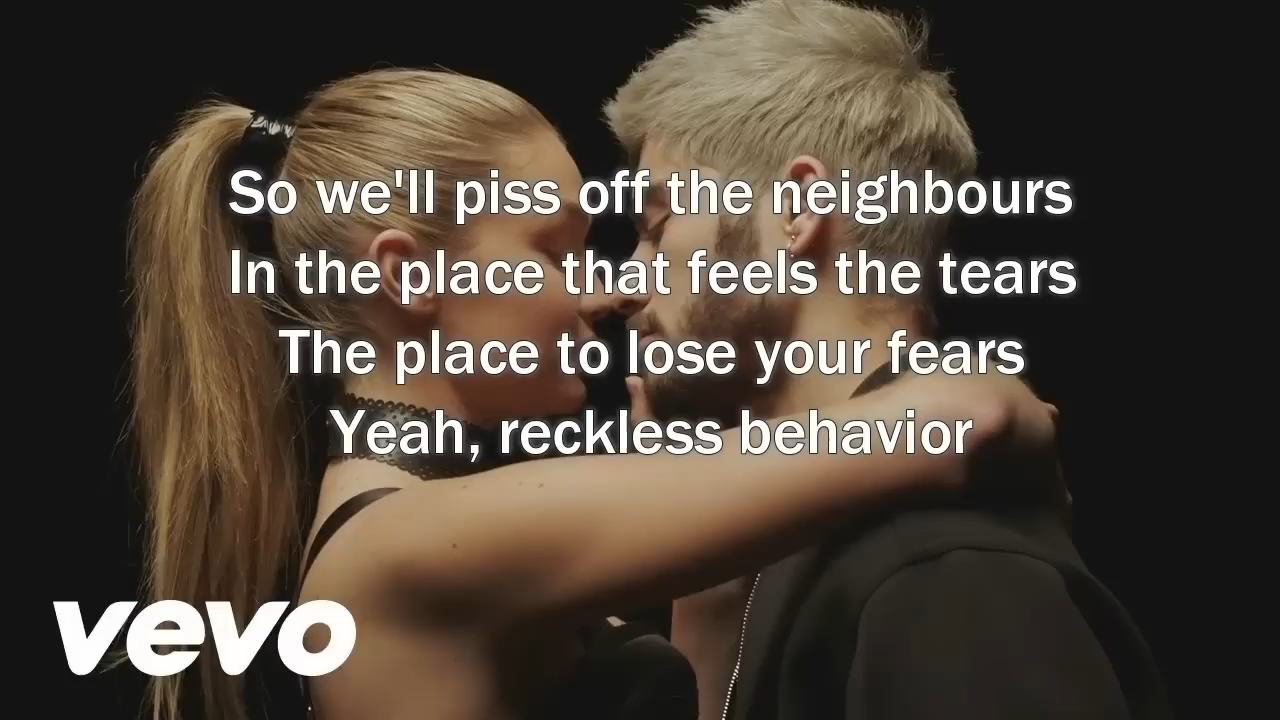 So we'll piss off the neighbours
In the place that feels the tears
The place to lose your fears
Yeah, reckless behavior
vevo